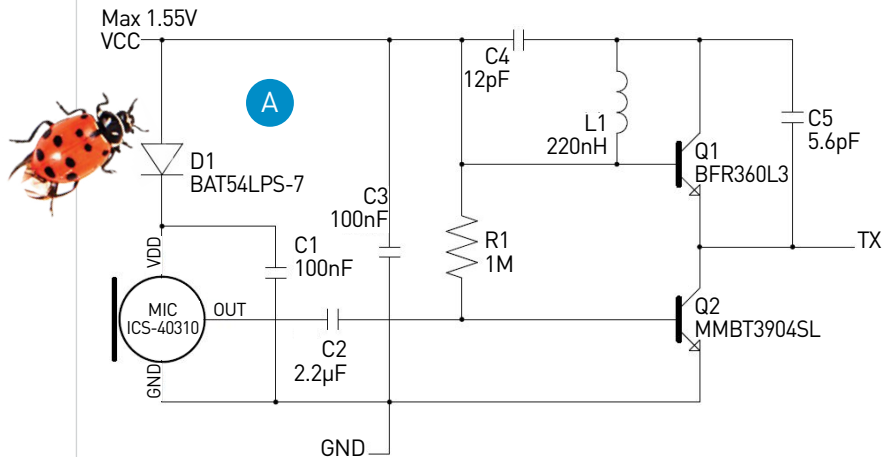 Max 1.55V
VCC
A
C4
12pF
L1
220nH
C5
5.6pF
Q1
BFR360L3
D1
BAT54LPS-7
C3
100nF
VDD
C1
100nF
R1
1M
TX
MIC
ICS-40310
OUT
C2
2.2µF
Q2
MMBT3904SL
GND
GND